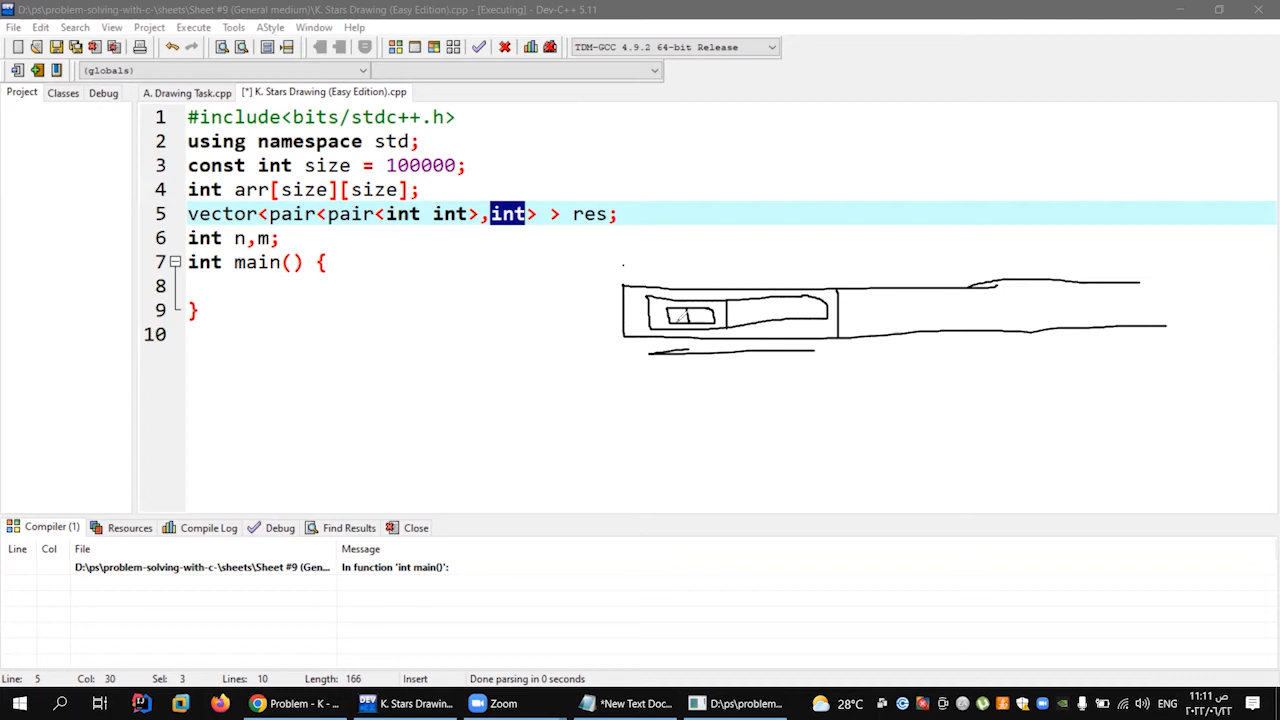 D:\ps\problem-solving-with-c-\sheets\Sheet #9 (General medium)\K. Stars Drawing (Easy Edition).cpp - [Executing] - Dev-C++ 5.11
File Edit Search View Project Execute Tools AStyle Window Help
TDM-GCC 4.9.2 64-bit Release
(globals)
Project Classes Debug A. Drawing Task.cpp [*] K. Stars Drawing (Easy Edition).cpp
1 #include<bits/stdc++.h>
2 using namespace std;
3 const int size = 100000;
4 int arr[size][size];
5 vector<pair<pair<int int>,int> > res;
6 int n,m;
7 int main() {
8
9 }
10
Compiler (1) Resources Compile Log Debug Find Results Close
Line Col File Message
D:\ps\problem-solving-with-c-\sheets\Sheet #9 (Gen... In function 'int main()':
Line: 5 Col: 30 Sel: 3 Lines: 10 Length: 166 Insert Done parsing in 0 seconds
Problem - K - ... K. Stars Drawin... Zoom *New Text Doc... D:\ps\problem... 28°C ENG
ص 11:11
٢٠٢٢/٠٦/٢٢